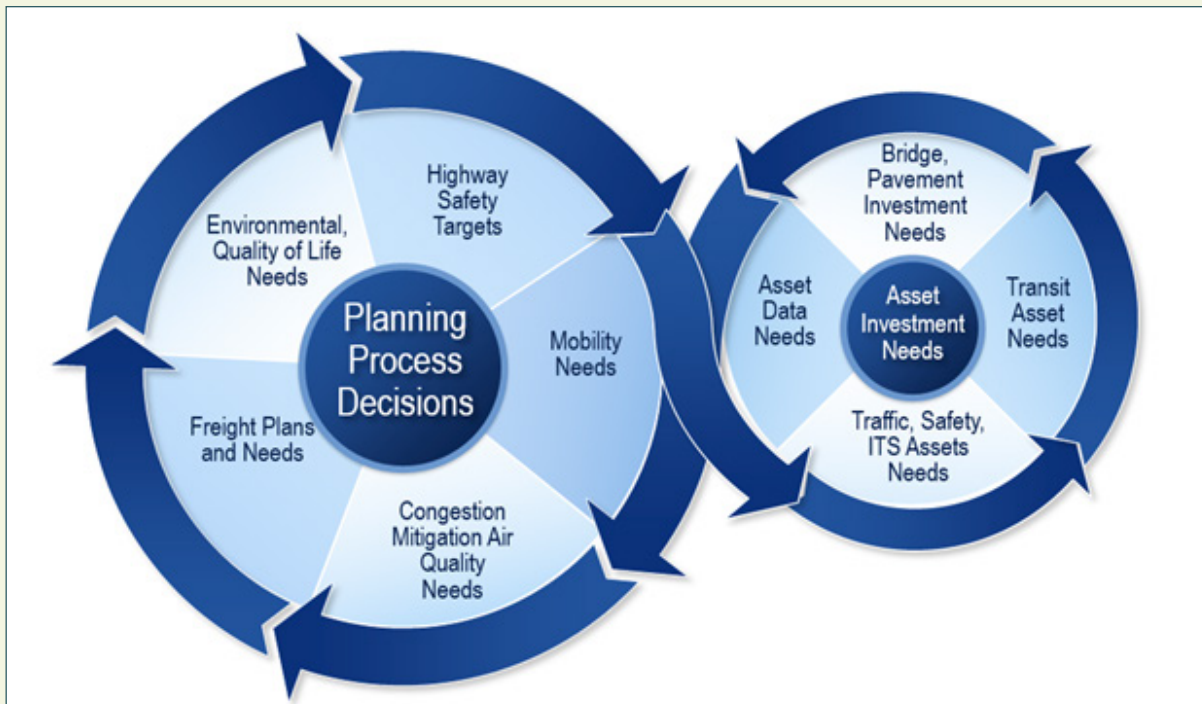 Planning
Process
Decisions
Highway
Safety
Targets
Mobility
Needs
Congestion
Mitigation Air
Quality
Needs
Freight Plans
and Needs
Environmental,
Quality of Life
Needs
Asset
Investment
Needs
Bridge,
Pavement
Investment
Needs
Transit
Asset
Needs
Traffic, Safety,
ITS Assets
Needs
Asset
Data
Needs